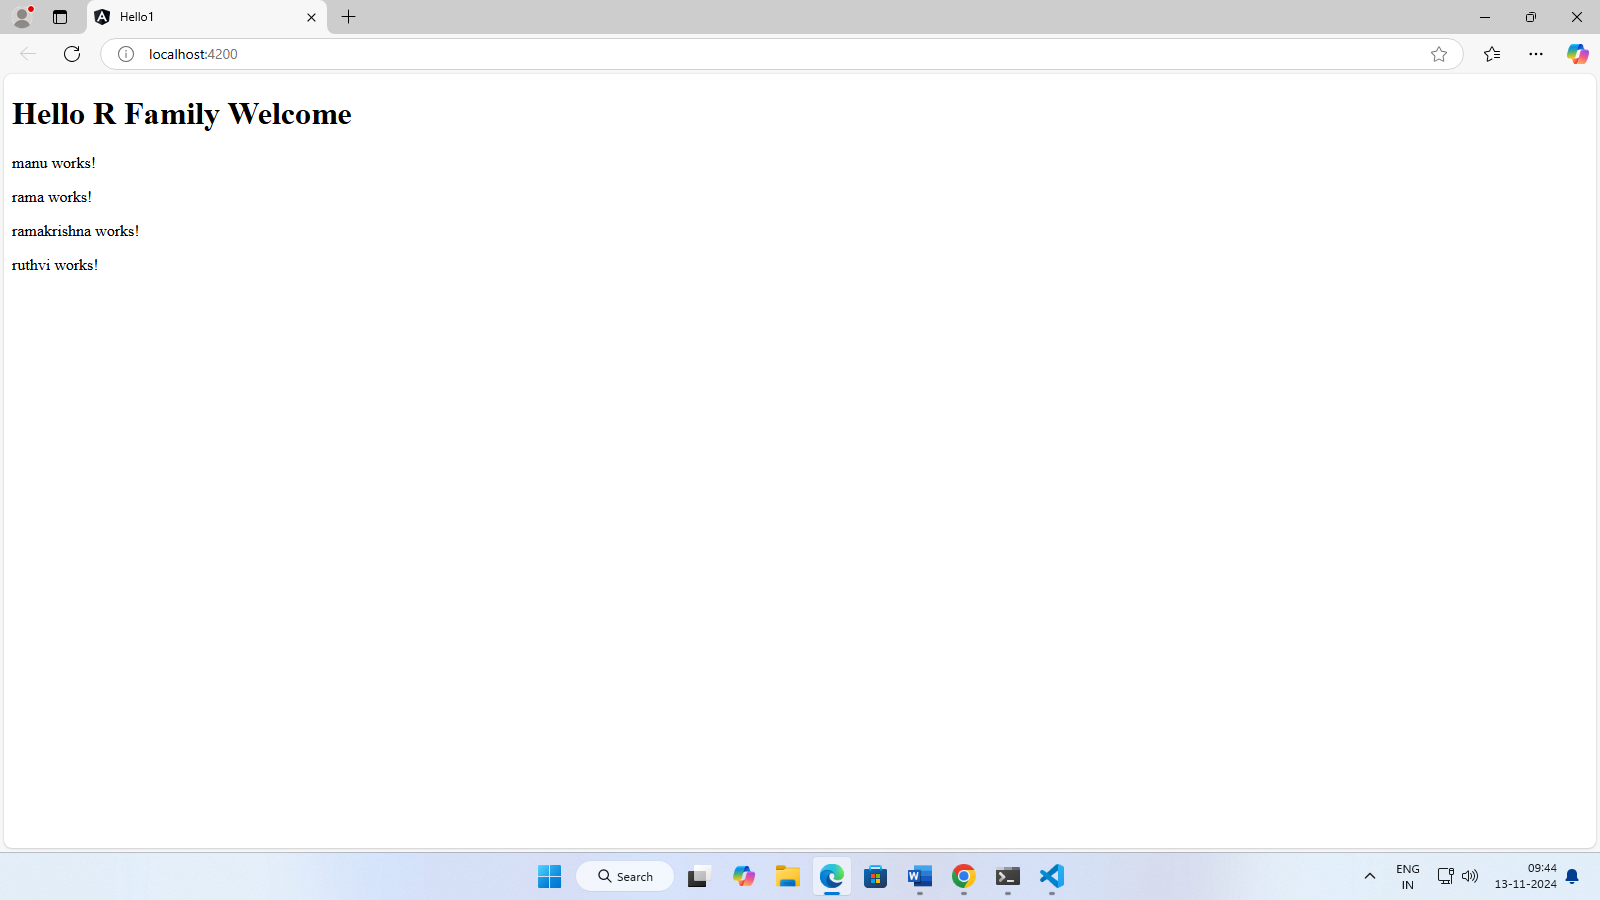 Hello1
localhost:4200
Hello R Family Welcome
manu works!
rama works!
ramakrishna works!
ruthvi works!
Search
ENG
IN
09:44
13-11-2024